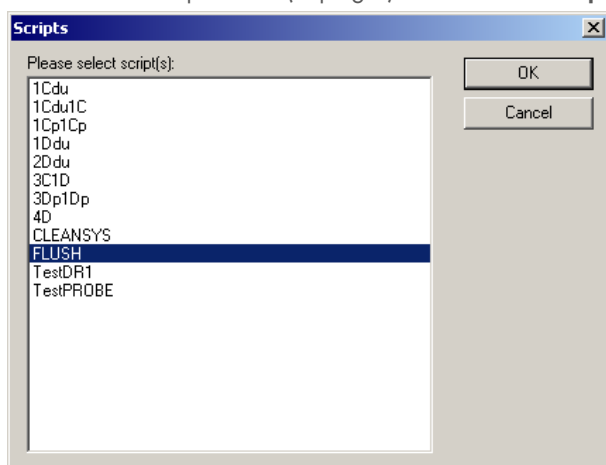 Scripts
Please select script(s):
OK
Cancel
1Cdu
1Cdu1C
1Cp1Cp
1Ddu
2Ddu
3C1D
3Dp1Dp
4D
CLEANSYS
FLUSH
TestDR1
TestPROBE